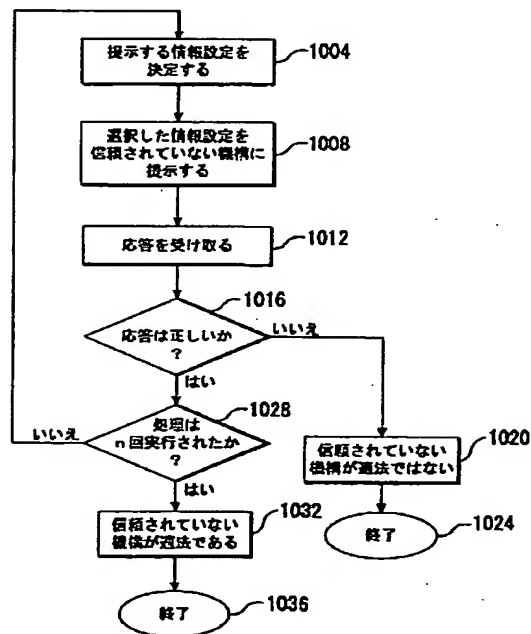 提示する情報設定を
決定する
1004
選択した情報設定を
信頼されていない機構に
提示する
1008
応答を受け取る
1012
1016
応答は正しいか
?
いいえ
はい
1028
処理は
n回実行されたか
?
いいえ
はい
信頼されていない
機構が適法ではない
1020
信頼されていない
機構が適法である
1032
終了
1024
終了
1036